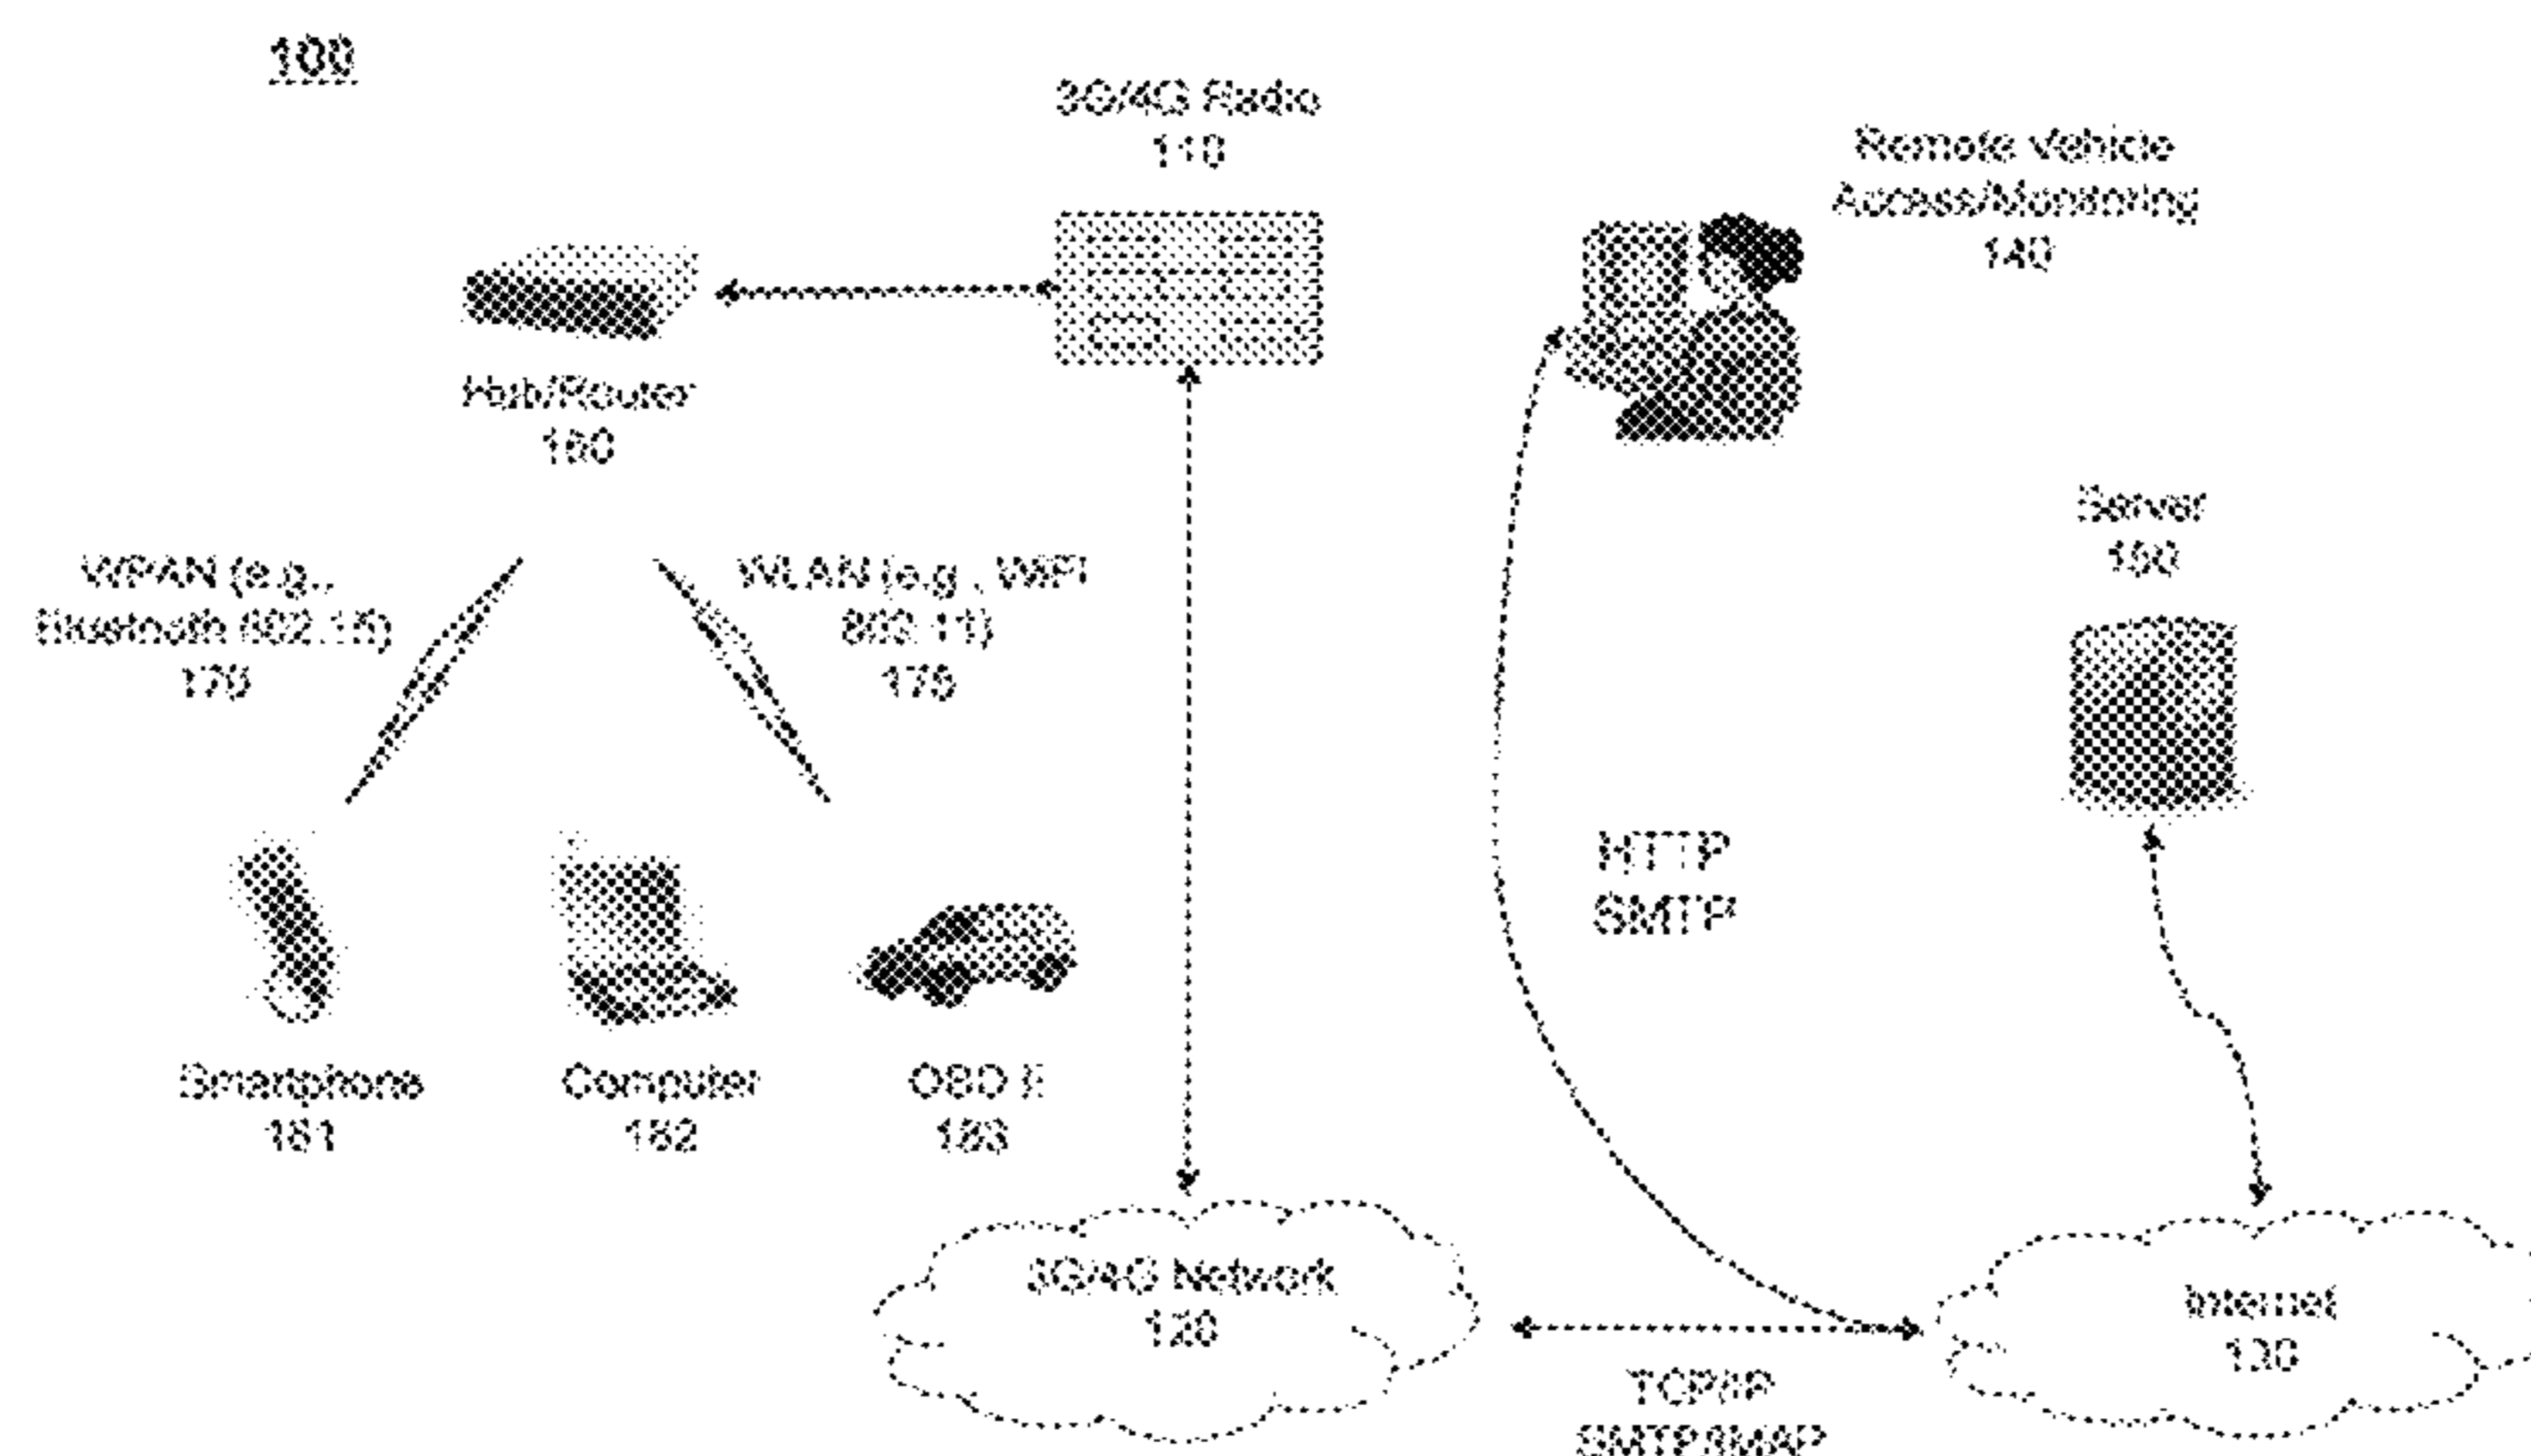 100
3G/4G Radio
110
Remote Vehicle
Access/Monitoring
140
Hub/Router
160
Server
150
WPAN (e.g.,
Bluetooth 802.15)
170
WLAN (e.g., WiFi
802.11)
175
HTTP
SMTP
Smartphone
181
Computer
182
OBD II
183
3G/4G Network
120
Internet
130
TCP/IP
SMTP/IMAP